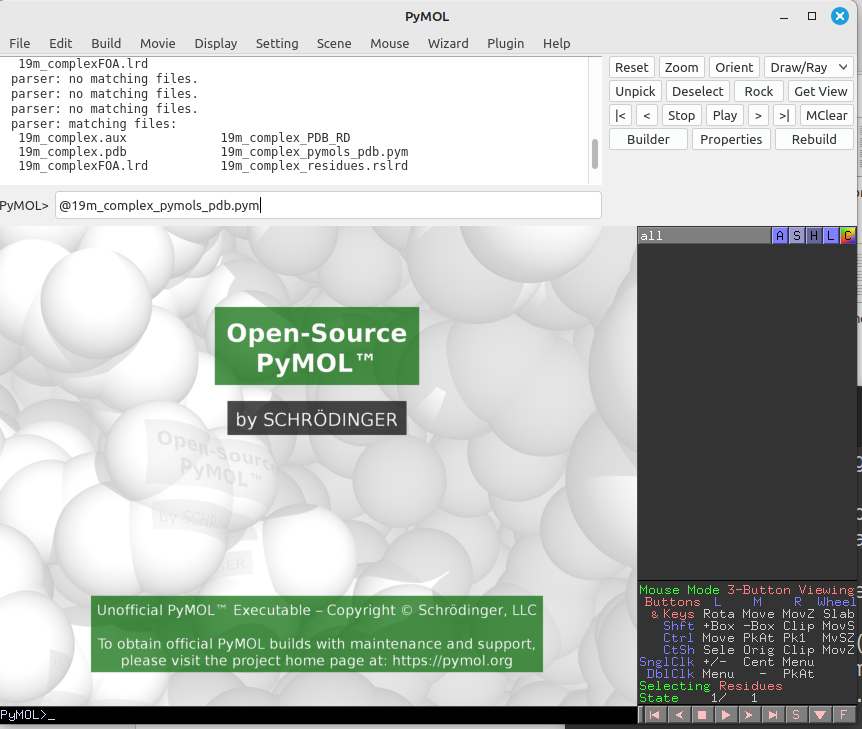 PyMOL
File Edit Build Movie Display Setting Scene Mouse Wizard Plugin Help
19m_complexFOA.lrd
parser: no matching files.
parser: no matching files.
parser: no matching files.
parser: matching files:
19m_complex.aux 19m_complex_PDB_RD
19m_complex.pdb 19m_complex_pymols_pdb.pym
19m_complexFOA.lrd 19m_complex_residues.rslrd
PyMOL> @19m_complex_pymols_pdb.pym
Reset Zoom Orient Draw/Ray
Unpick Deselect Rock Get View
|< < Stop Play > >| MClear
Builder Properties Rebuild
all A S H L C
Open-Source
PyMOL™
by SCHRÖDINGER
Open-Source
PyMOL™
by SCHRÖ
Unofficial PyMOL™ Executable – Copyright © Schrödinger, LLC
To obtain official PyMOL builds with maintenance and support,
please visit the project home page at: https://pymol.org
Mouse Mode 3-Button Viewing
Buttons L M R Wheel
& Keys Rota Move MovZ Slab
Shft +Box -Box Clip MovS
Ctrl Move PkAt Pk1 MvSZ
CtSh Sele Orig Clip MovZ
SnglClk +/- Cent Menu
DblClk Menu - PkAt
Selecting Residues
State 1/ 1
PyMOL>_
S F